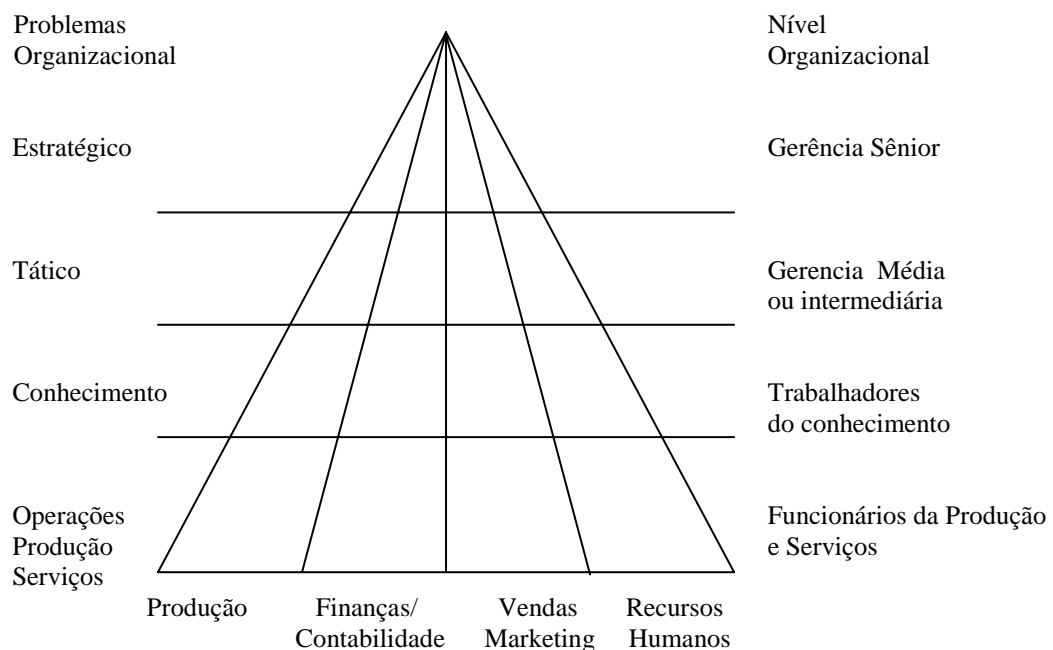 Problemas
Organizacional
Nível
Organizacional
Estratégico
Gerência Sênior
Tático
Gerencia Média
ou intermediária
Conhecimento
Trabalhadores
do conhecimento
Operações
Produção
Serviços
Funcionários da Produção
e Serviços
Produção
Finanças/
Contabilidade
Vendas
Marketing
Recursos
Humanos